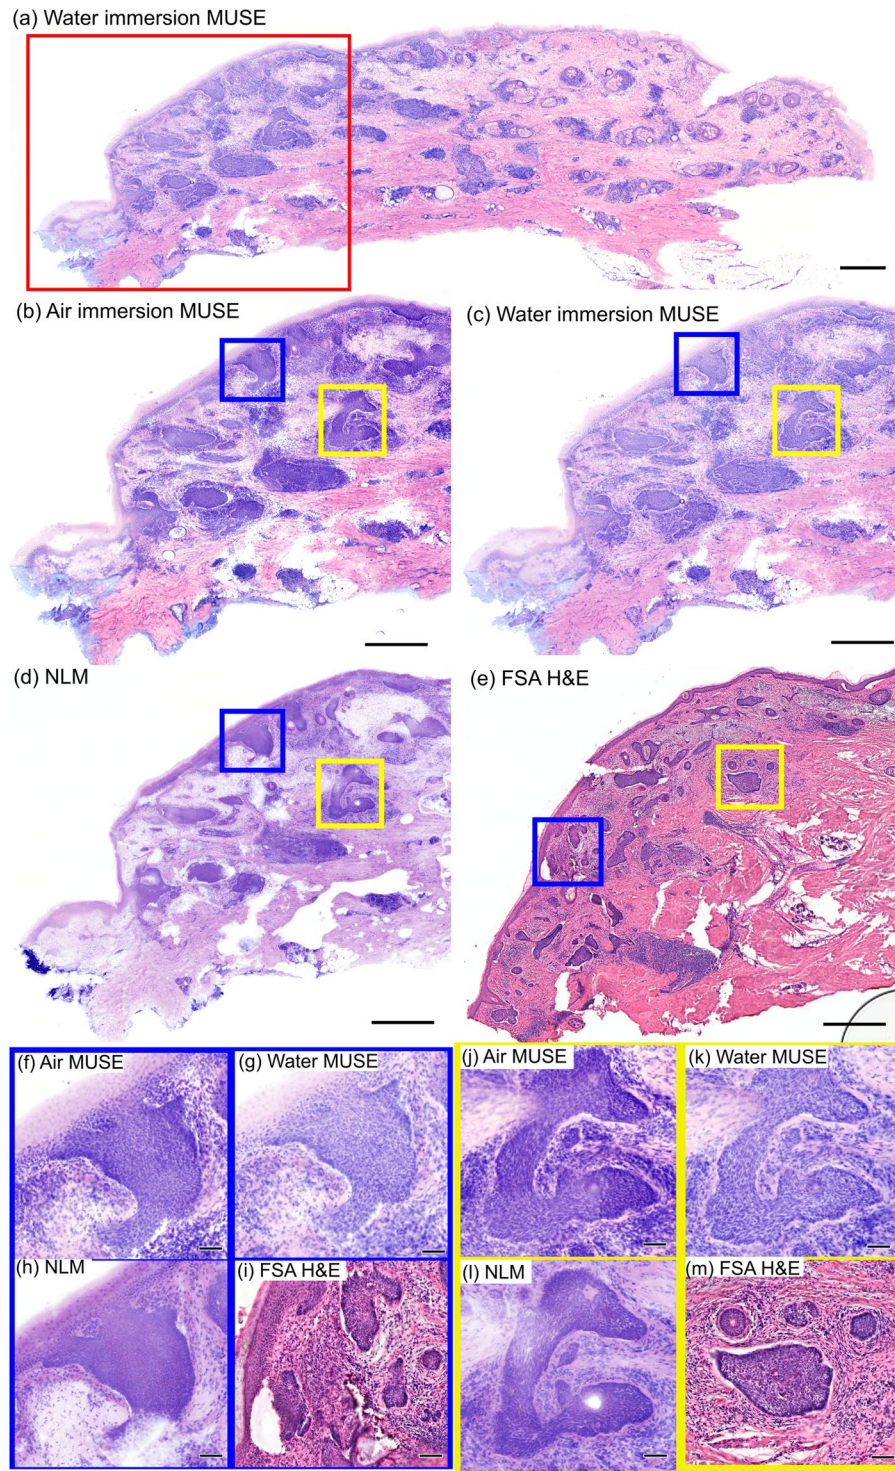 (a) Water immersion MUSE
(b) Air immersion MUSE
(c) Water immersion MUSE
(d) NLM
(e) FSA H&E
(f) Air MUSE
(g) Water MUSE
(j) Air MUSE
(k) Water MUSE
(h) NLM
(i) FSA H&E
(l) NLM
(m) FSA H&E